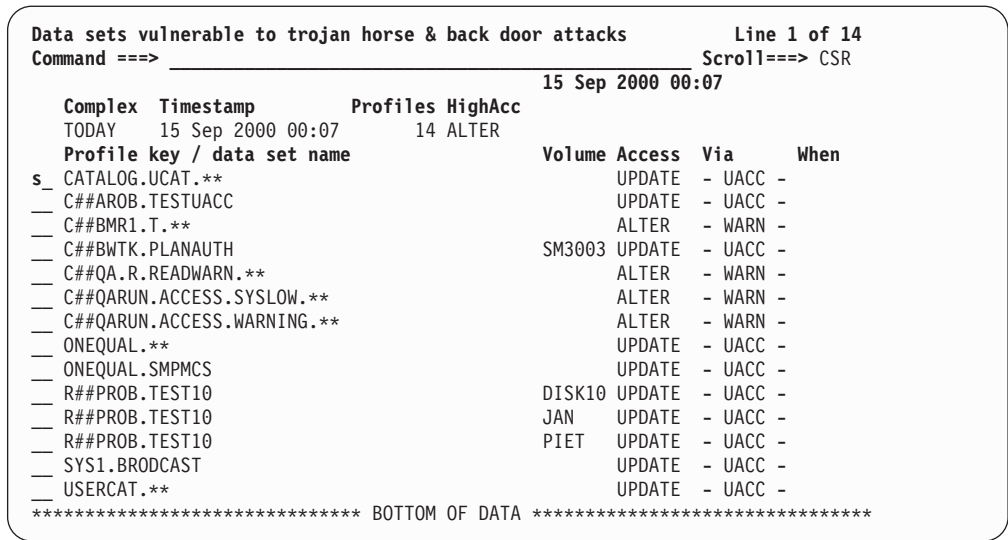 Data sets vulnerable to trojan horse & back door attacks         Line 1 of 14
Command ===> _________________________________________________ Scroll===> CSR
                                                15 Sep 2000 00:07
   Complex  Timestamp         Profiles HighAcc
   TODAY    15 Sep 2000 00:07       14 ALTER
   Profile key / data set name                  Volume Access  Via      When
s_ CATALOG.UCAT.**                                     UPDATE  - UACC -
__ C##AROB.TESTUACC                                    UPDATE  - UACC -
__ C##BMR1.T.**                                        ALTER   - WARN -
__ C##BWTK.PLANAUTH                             SM3003 UPDATE  - UACC -
__ C##QA.R.READWARN.**                                 ALTER   - WARN -
__ C##QARUN.ACCESS.SYSLOW.**                           ALTER   - WARN -
__ C##QARUN.ACCESS.WARNING.**                          ALTER   - WARN -
__ ONEQUAL.**                                          UPDATE  - UACC -
__ ONEQUAL.SMPMCS                                      UPDATE  - UACC -
__ R##PROB.TEST10                               DISK10 UPDATE  - UACC -
__ R##PROB.TEST10                               JAN    UPDATE  - UACC -
__ R##PROB.TEST10                               PIET   UPDATE  - UACC -
__ SYS1.BRODCAST                                       UPDATE  - UACC -
__ USERCAT.**                                          UPDATE  - UACC -
******************************* BOTTOM OF DATA ********************************